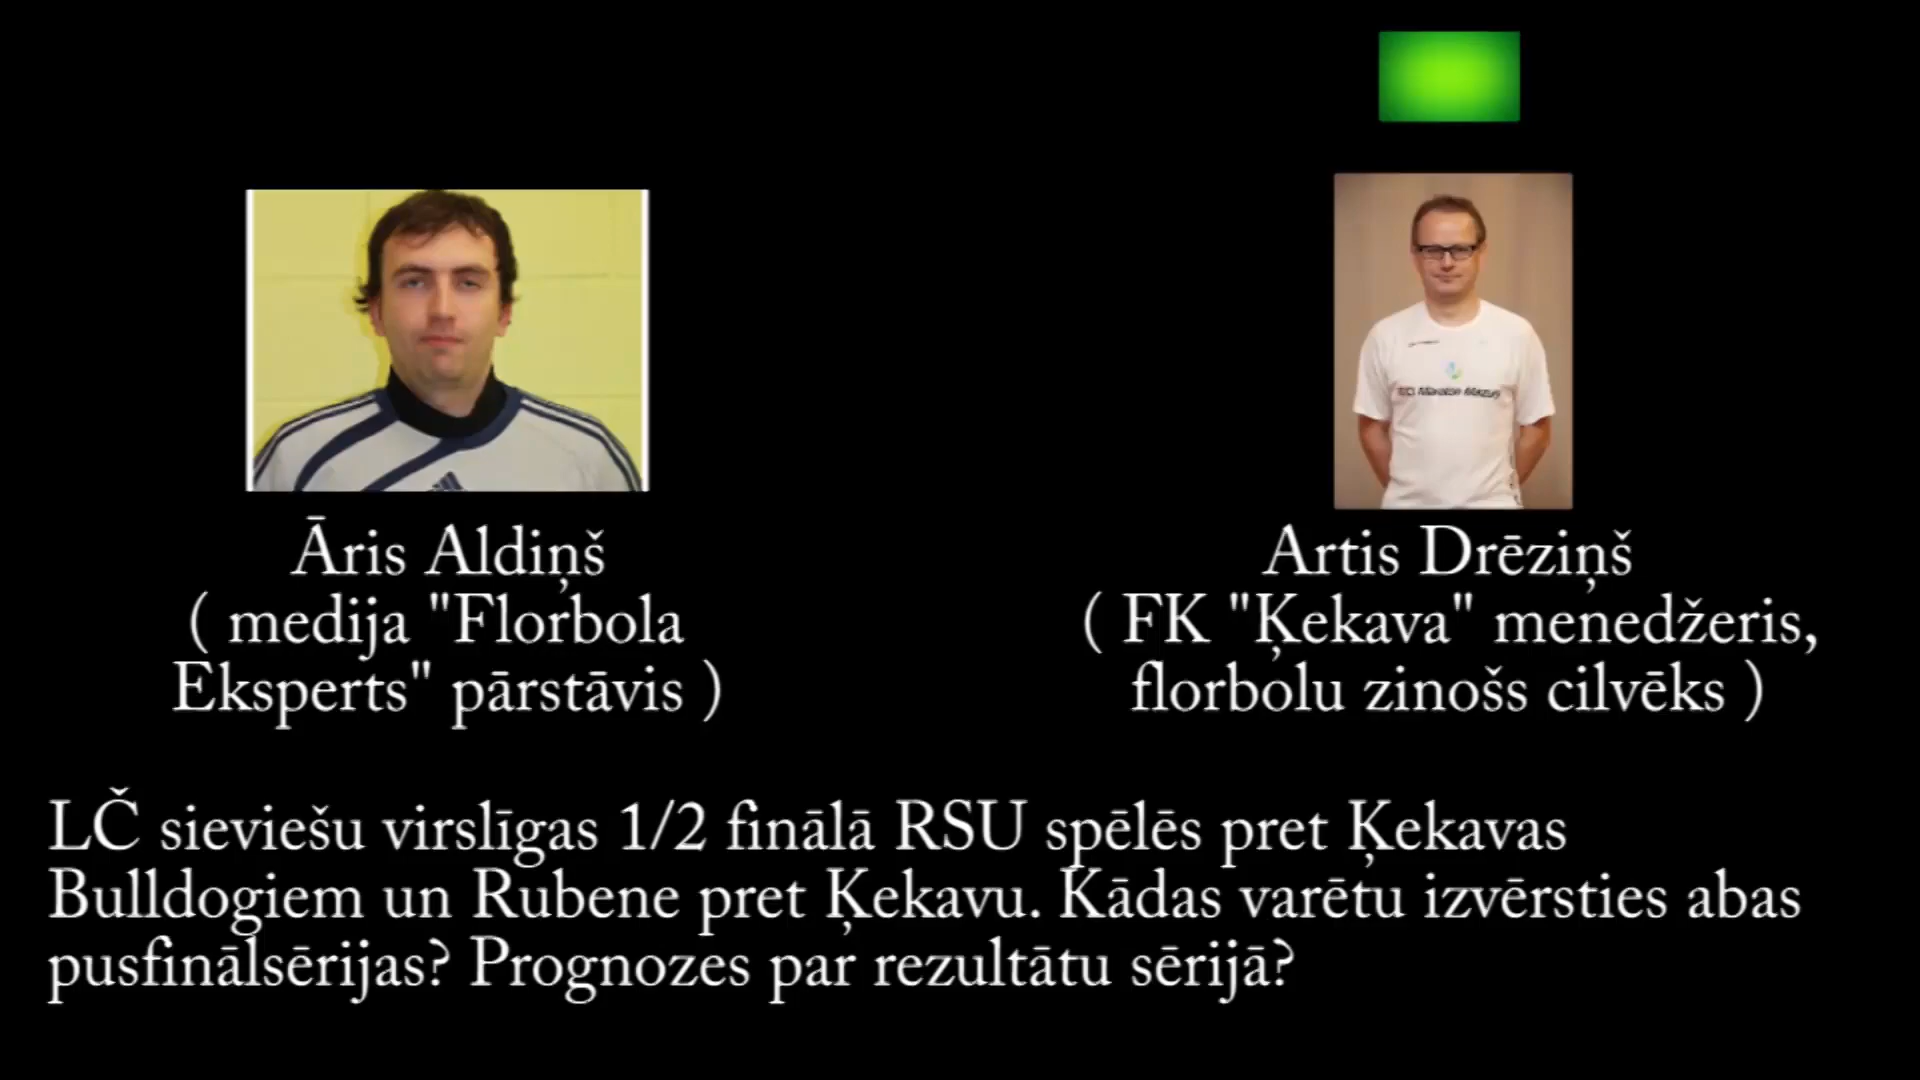 Āris Aldiņš
( medija "Florbola
Eksperts" pārstāvis )
Artis Drēziņš
( FK "Ķekava" menedžeris,
florbolu zinošs cilvēks )
LČ sieviešu virslīgas 1/2 finālā RSU spēlēs pret Ķekavas
Bulldogiem un Rubene pret Ķekavu. Kādas varētu izvērsties abas
pusfinālsērijas? Prognozes par rezultātu sērijā?